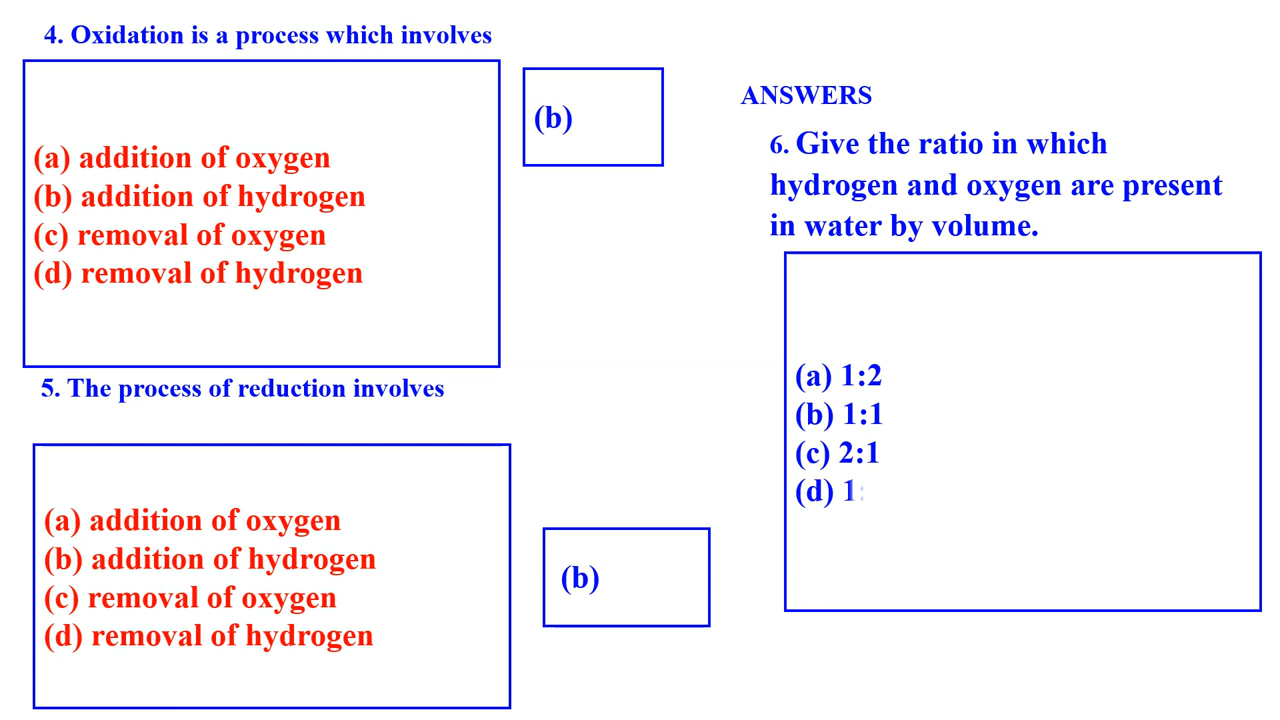 4. Oxidation is a process which involves
(a) addition of oxygen
(b) addition of hydrogen
(c) removal of oxygen
(d) removal of hydrogen
(b)
5. The process of reduction involves
(a) addition of oxygen
(b) addition of hydrogen
(c) removal of oxygen
(d) removal of hydrogen
(b)
ANSWERS
6. Give the ratio in which
hydrogen and oxygen are present
in water by volume.
(a) 1:2
(b) 1:1
(c) 2:1
(d) 1: